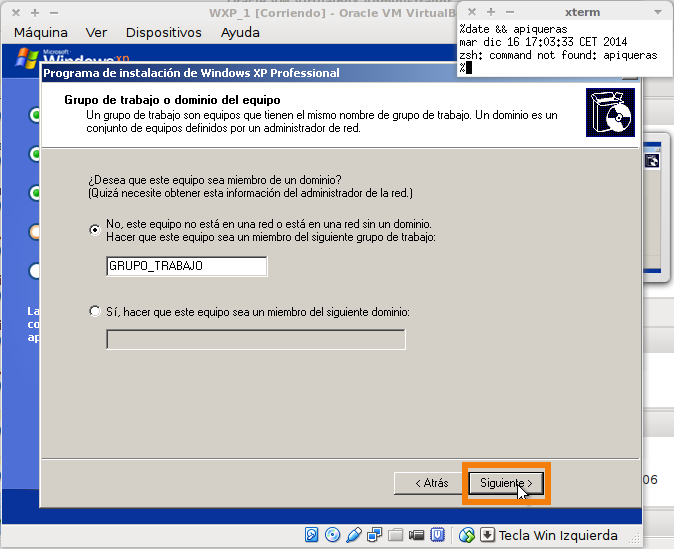 WXP_1 [Corriendo] - Oracle VM VirtualB
Máquina Ver Dispositivos Ayuda
xterm
%date && apiqueras
mar dic 16 17:03:33 CET 2014
zsh: command not found: apiqueras
%
Microsoft
Windows xp
Programa de instalación de Windows XP Professional
Grupo de trabajo o dominio del equipo
Un grupo de trabajo son equipos que tienen el mismo nombre de grupo de trabajo. Un dominio es un
conjunto de equipos definidos por un administrador de red.
¿Desea que este equipo sea miembro de un dominio?
(Quizá necesite obtener esta información del administrador de la red.)
No, este equipo no está en una red o está en una red sin un dominio.
Hacer que este equipo sea un miembro del siguiente grupo de trabajo:
GRUPO_TRABAJO
Sí, hacer que este equipo sea un miembro del siguiente dominio:
La
co
ap
< Atrás
Siguiente >
06
Tecla Win Izquierda